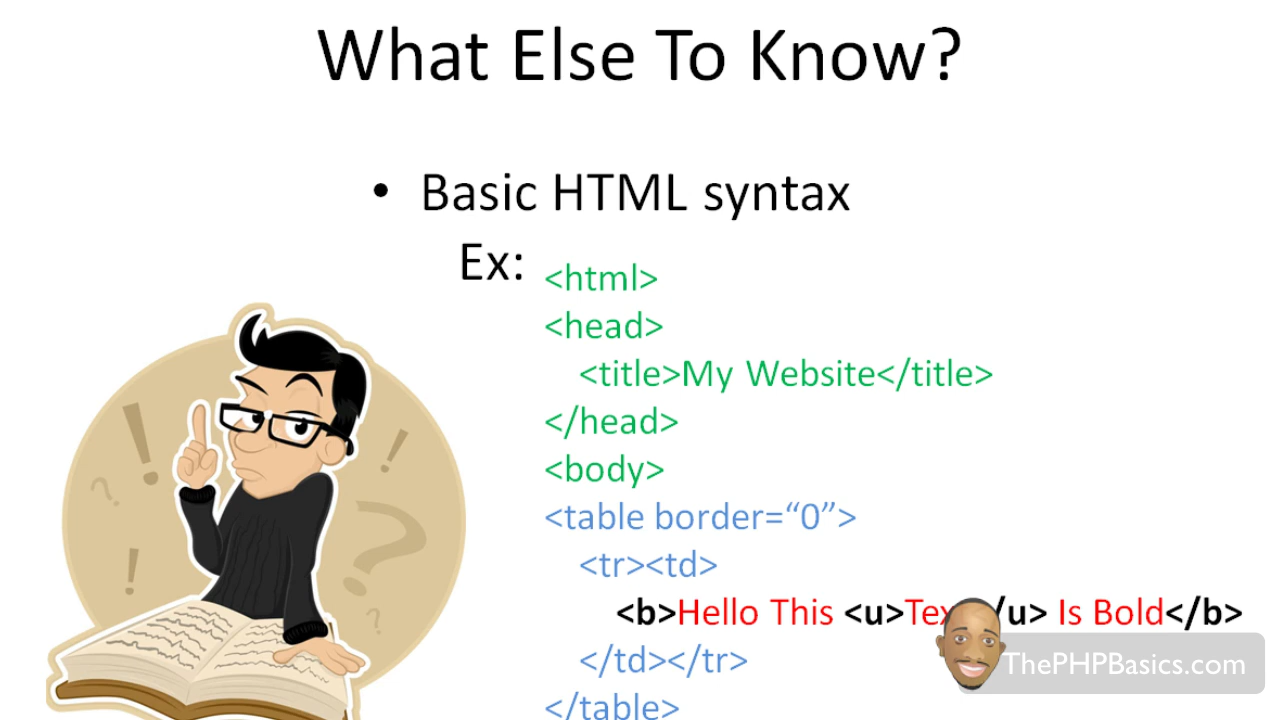 What Else To Know?
• Basic HTML syntax
Ex:
<html>
<head>
<title>My Website</title>
</head>
<body>
<table border=“0”>
<tr><td>
<b>Hello This <u> /u> Is Bold</b>
</td></tr>
</table>
ThePHPBasics.com